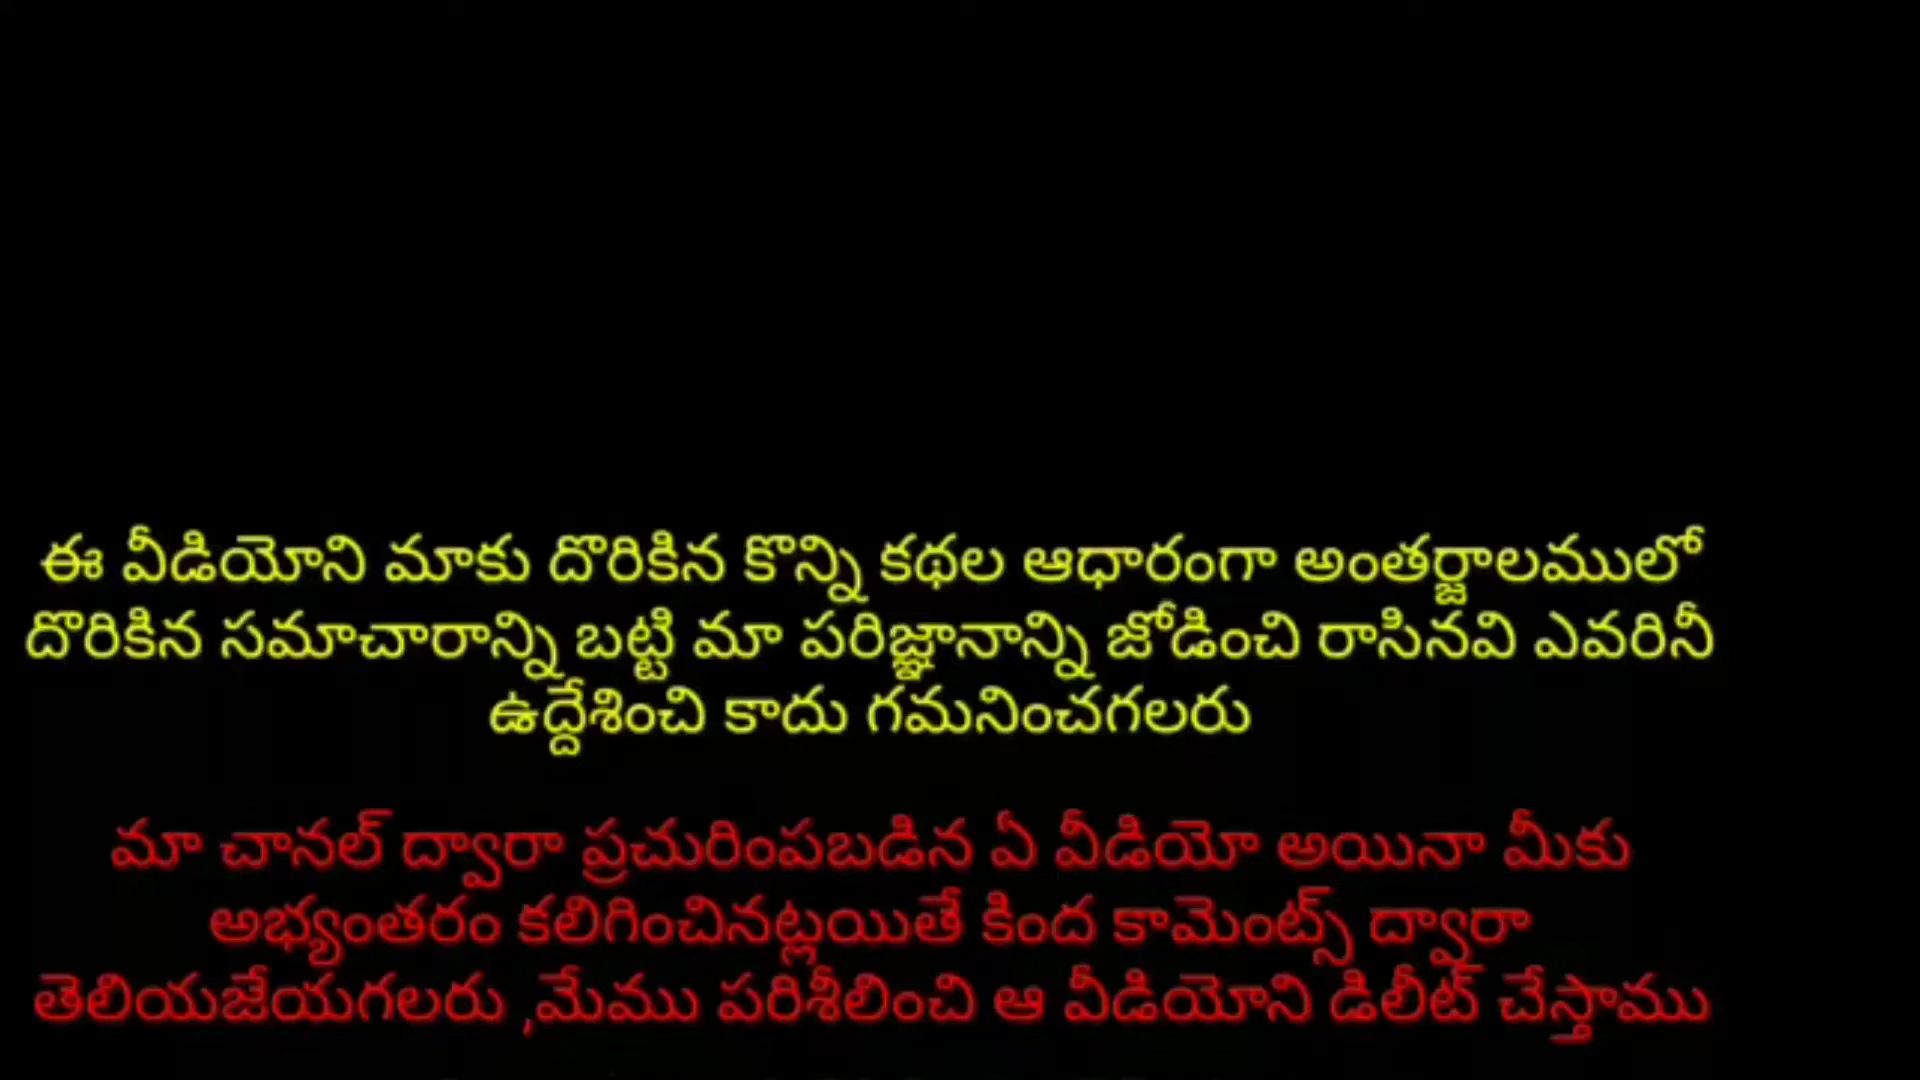 ఈ వీడియోని మాకు దొరికిన కొన్ని కథల ఆధారంగా అంతర్జాలములో
దొరికిన సమాచారాన్ని బట్టి మా పరిజ్ఞానాన్ని జోడించి రాసినవి ఎవరినీ
ఉద్దేశించి కాదు గమనించగలరు
మా చానల్ ద్వారా ప్రచురింపబడిన ఏ వీడియో అయినా మీకు
అభ్యంతరం కలిగించినట్లయితే కింద కామెంట్స్ ద్వారా
తెలియజేయగలరు ,మేము పరిశీలించి ఆ వీడియోని డిలీట్ చేస్తాము